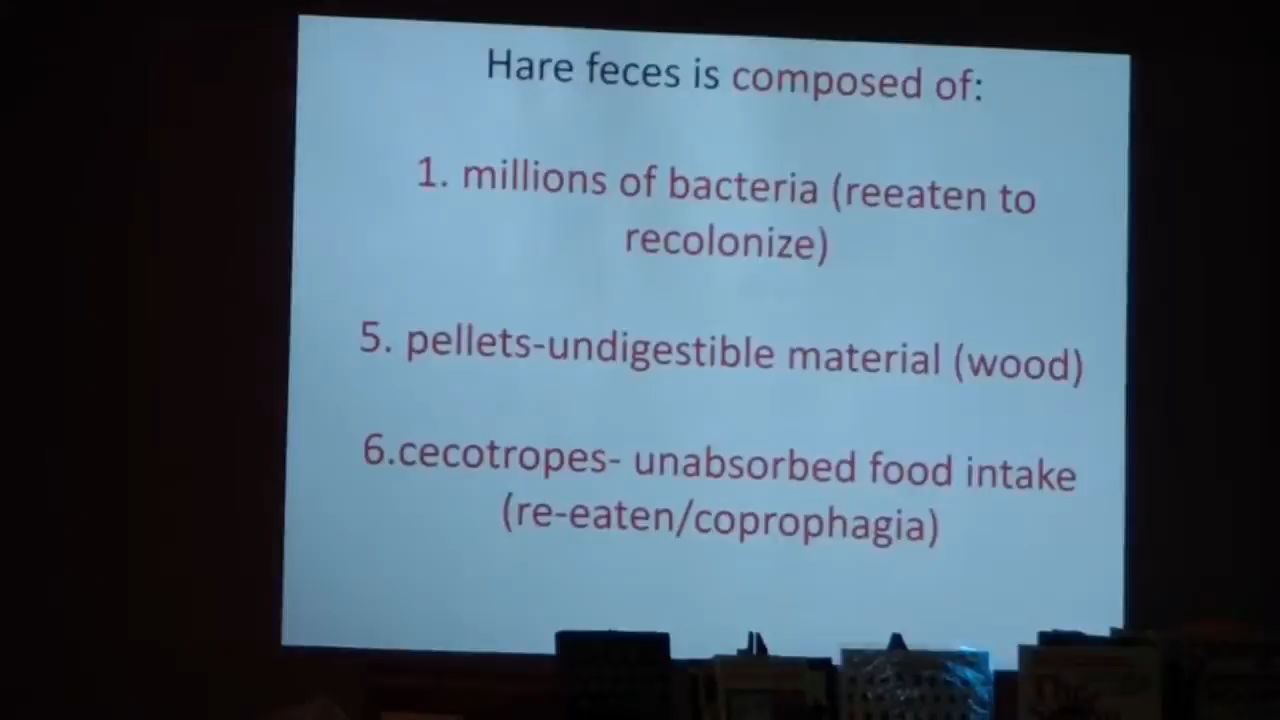 Hare feces is composed of:
1. millions of bacteria (reeaten to
recolonize)
5. pellets-undigestible material (wood)
6.cecotropes- unabsorbed food intake
(re-eaten/coprophagia)